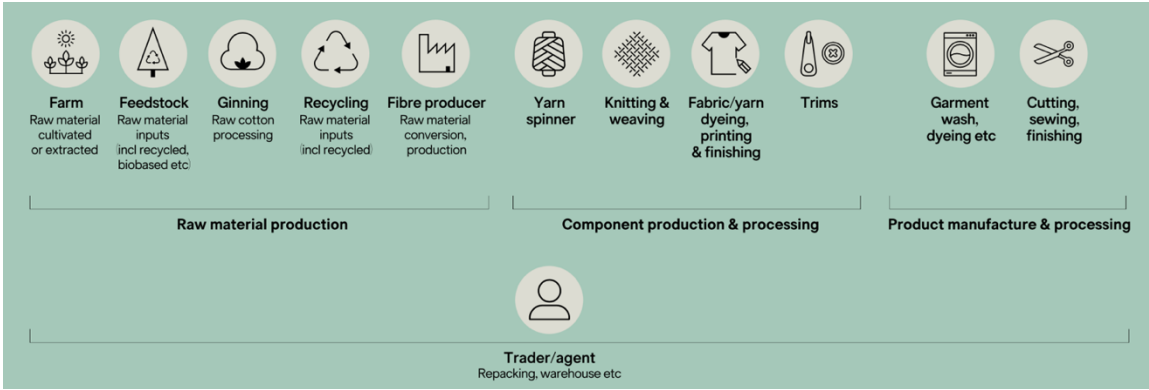 Farm
Raw material
cultivated
or extracted
Feedstock
Raw material
inputs
(incl recycled,
biobased etc)
Ginning
Raw cotton
processing
Recycling
Raw material
inputs
(incl recycled)
Fibre producer
Raw material
conversion,
production
Yarn
spinner
Knitting &
weaving
Fabric/yarn
dyeing,
printing
& finishing
Trims
Garment
wash,
dyeing etc
Cutting,
sewing,
finishing
Raw material production
Component production & processing
Product manufacture & processing
Trader/agent
Repacking, warehouse etc